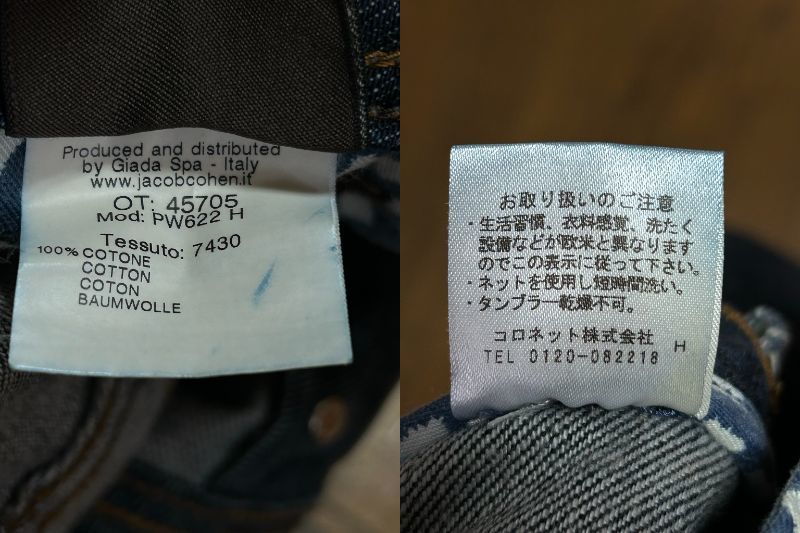 Produced and distributed
by Giada Spa - Italy
www.jacobcohen.it
OT: 45705
Mod: PW622 H
Tessuto: 7430
100% COTONE
COTTON
COTON
BAUMWOLLE
お取り扱いのご注意
・生活習慣、衣料感覚、洗たく
設備などが欧米と異なります
のでこの表示に従って下さい。
・ネットを使用し短時間洗い。
・タンブラー乾燥不可。
コロネット株式会社 H
TEL 0120-082218